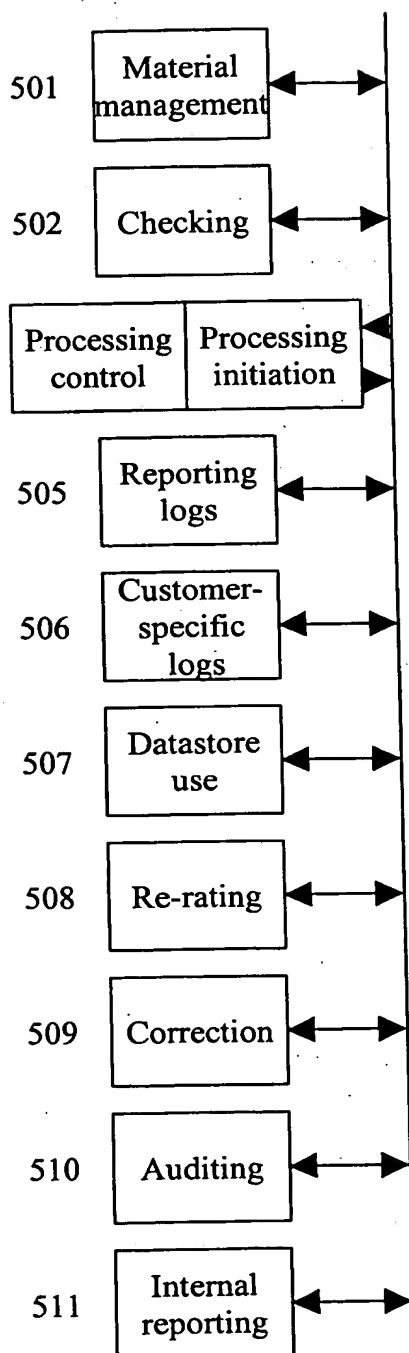 501
Material
management
502
Checking
Processing
control
Processing
initiation
505
Reporting
logs
506
Customer-
specific
logs
507
Datastore
use
508
Re-rating
509
Correction
510
Auditing
511
Internal
reporting